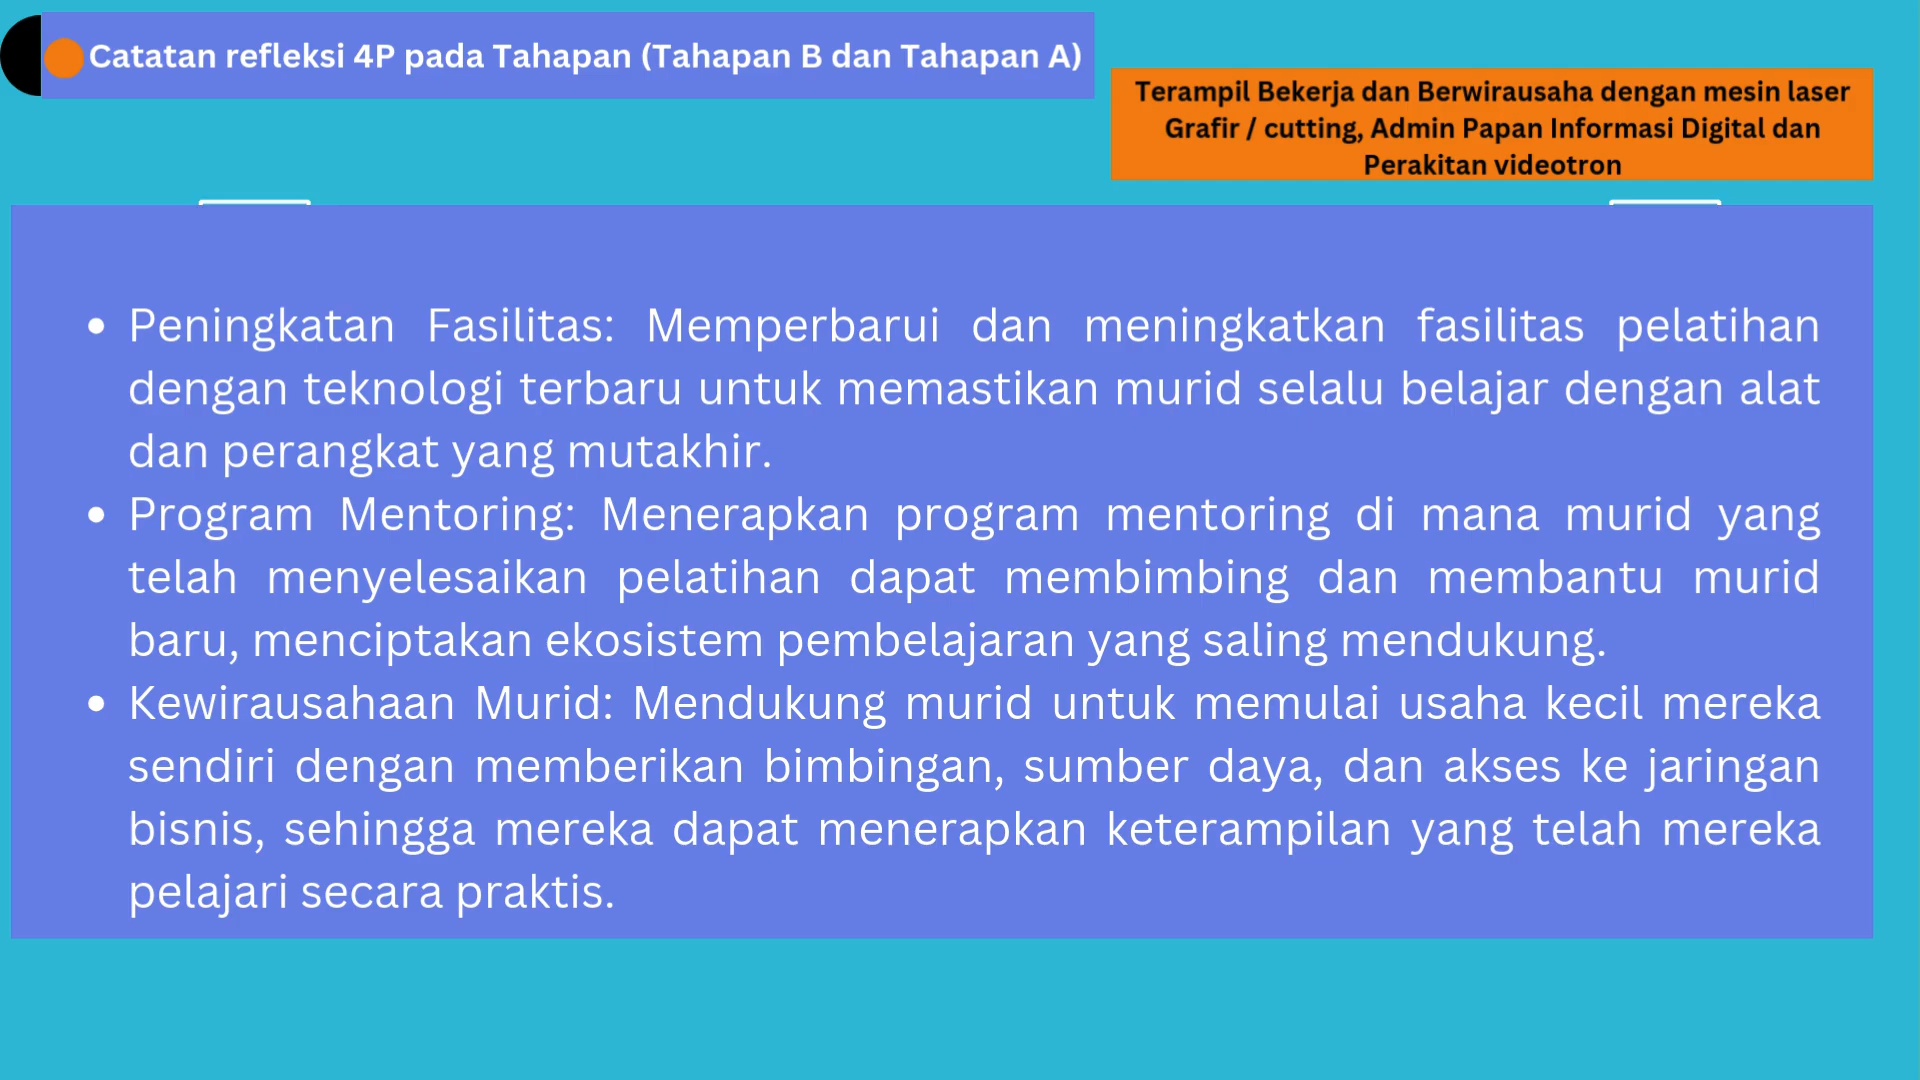 Catatan refleksi 4P pada Tahapan (Tahapan B dan Tahapan A)
Terampil Bekerja dan Berwirausaha dengan mesin laser
Grafir / cutting, Admin Papan Informasi Digital dan
Perakitan videotron
• Peningkatan Fasilitas: Memperbarui dan meningkatkan fasilitas pelatihan
dengan teknologi terbaru untuk memastikan murid selalu belajar dengan alat
dan perangkat yang mutakhir.
• Program Mentoring: Menerapkan program mentoring di mana murid yang
telah menyelesaikan pelatihan dapat membimbing dan membantu murid
baru, menciptakan ekosistem pembelajaran yang saling mendukung.
• Kewirausahaan Murid: Mendukung murid untuk memulai usaha kecil mereka
sendiri dengan memberikan bimbingan, sumber daya, dan akses ke jaringan
bisnis, sehingga mereka dapat menerapkan keterampilan yang telah mereka
pelajari secara praktis.